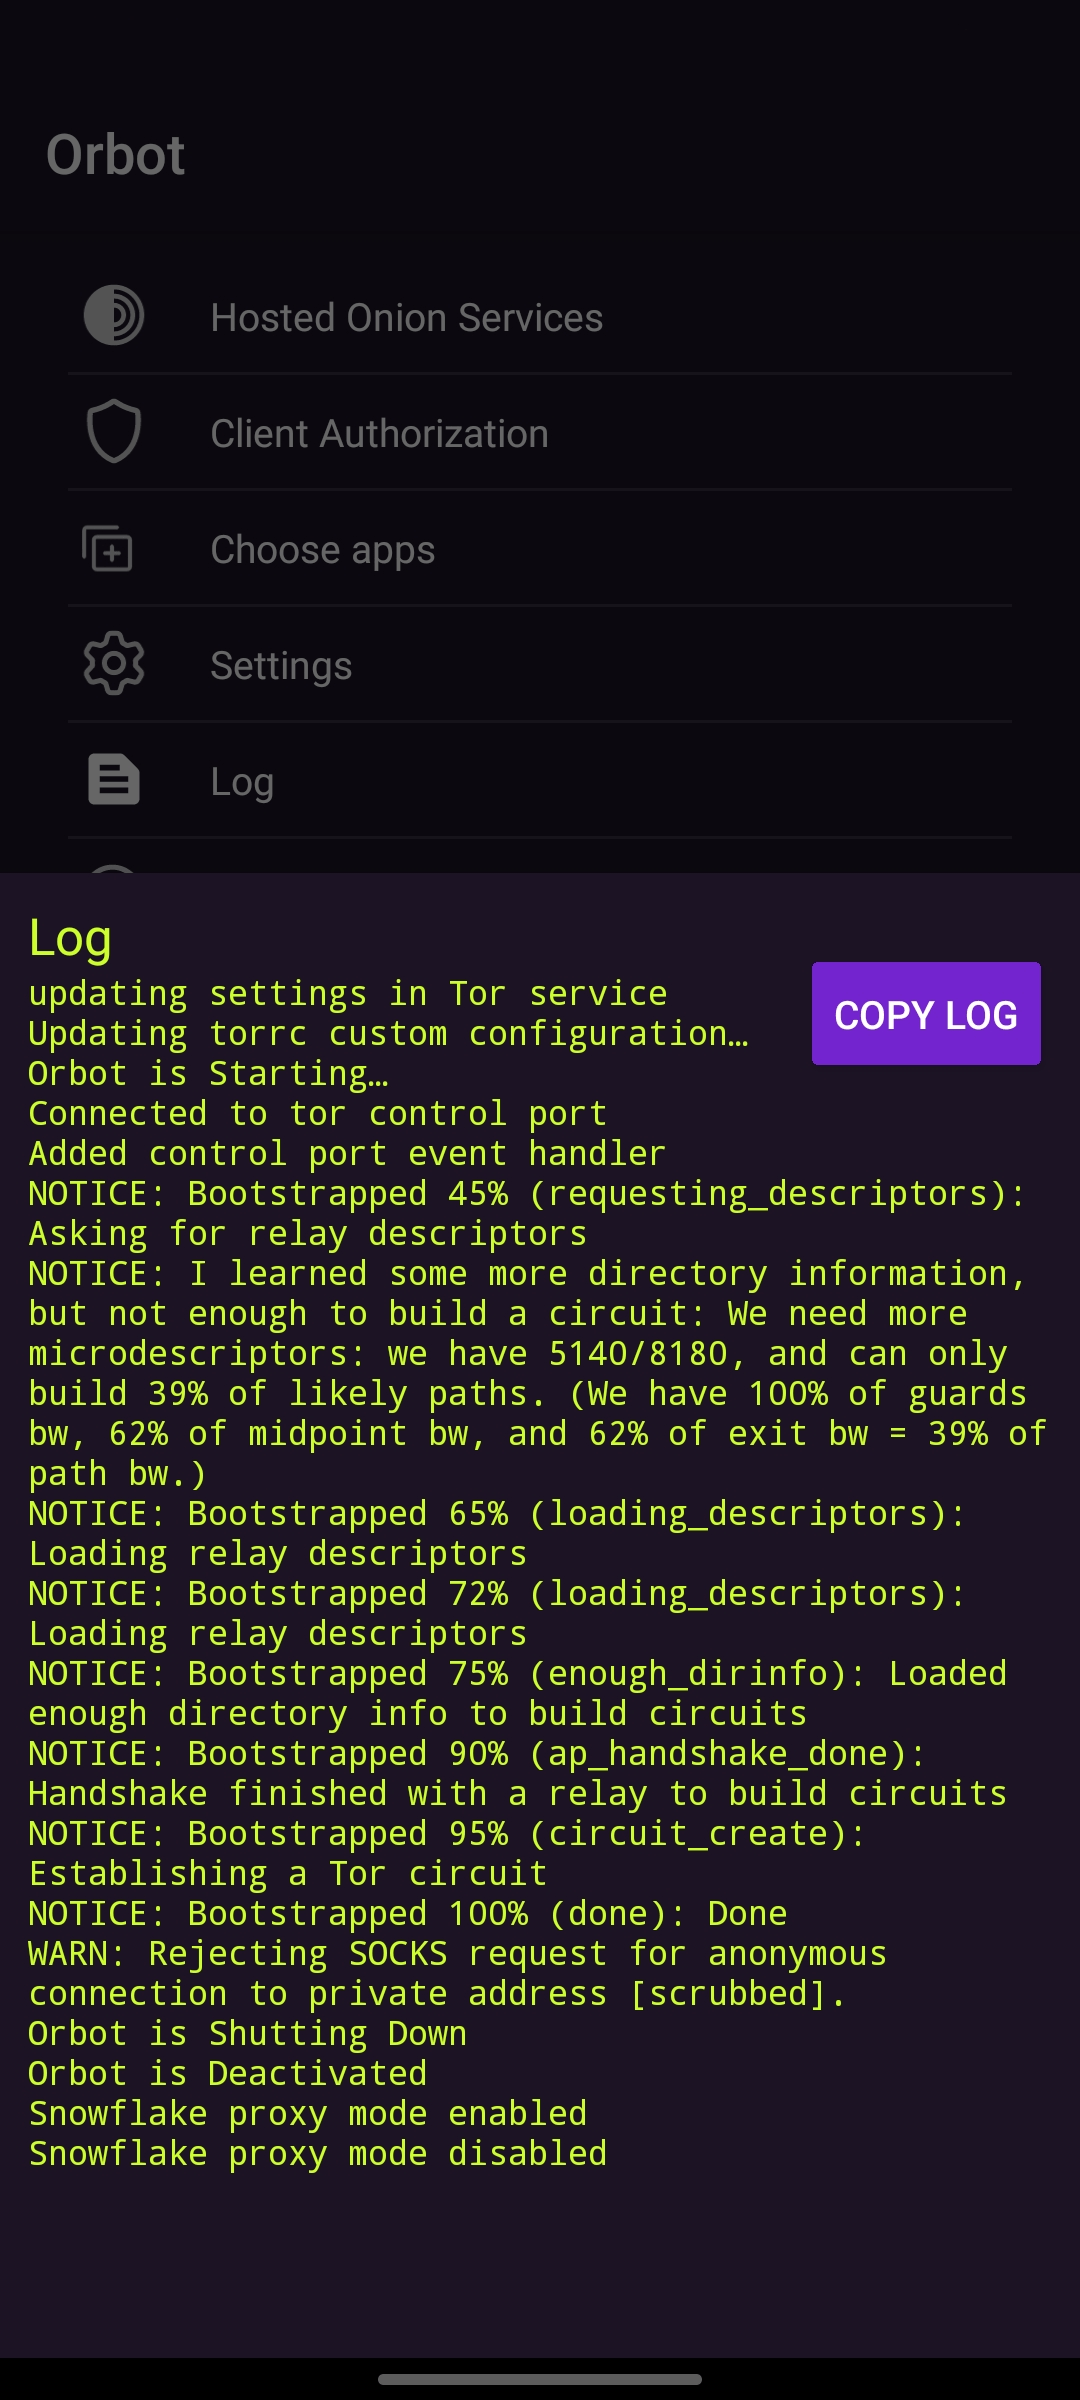 Orbot
Hosted Onion Services
Client Authorization
Choose apps
Settings
Log
Log
COPY LOG
updating settings in Tor service
Updating torrc custom configuration…
Orbot is Starting…
Connected to tor control port
Added control port event handler
NOTICE: Bootstrapped 45% (requesting_descriptors):
Asking for relay descriptors
NOTICE: I learned some more directory information,
but not enough to build a circuit: We need more
microdescriptors: we have 5140/8180, and can only
build 39% of likely paths. (We have 100% of guards
bw, 62% of midpoint bw, and 62% of exit bw = 39% of
path bw.)
NOTICE: Bootstrapped 65% (loading_descriptors):
Loading relay descriptors
NOTICE: Bootstrapped 72% (loading_descriptors):
Loading relay descriptors
NOTICE: Bootstrapped 75% (enough_dirinfo): Loaded
enough directory info to build circuits
NOTICE: Bootstrapped 90% (ap_handshake_done):
Handshake finished with a relay to build circuits
NOTICE: Bootstrapped 95% (circuit_create):
Establishing a Tor circuit
NOTICE: Bootstrapped 100% (done): Done
WARN: Rejecting SOCKS request for anonymous
connection to private address [scrubbed].
Orbot is Shutting Down
Orbot is Deactivated
Snowflake proxy mode enabled
Snowflake proxy mode disabled